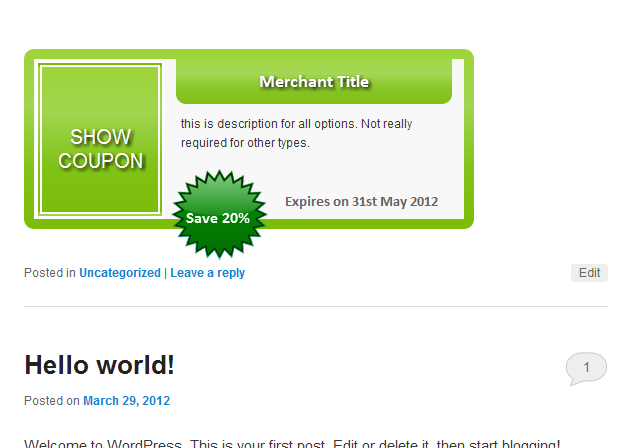 Merchant Title
SHOW
COUPON
this is description for all options. Not really
required for other types.
Expires on 31st May 2012
Save 20%
Posted in Uncategorized | Leave a reply
Edit
Hello world!
1
Posted on March 29, 2012
Welcome to WordPress. This is your first post. Edit or delete it, then start blogging!